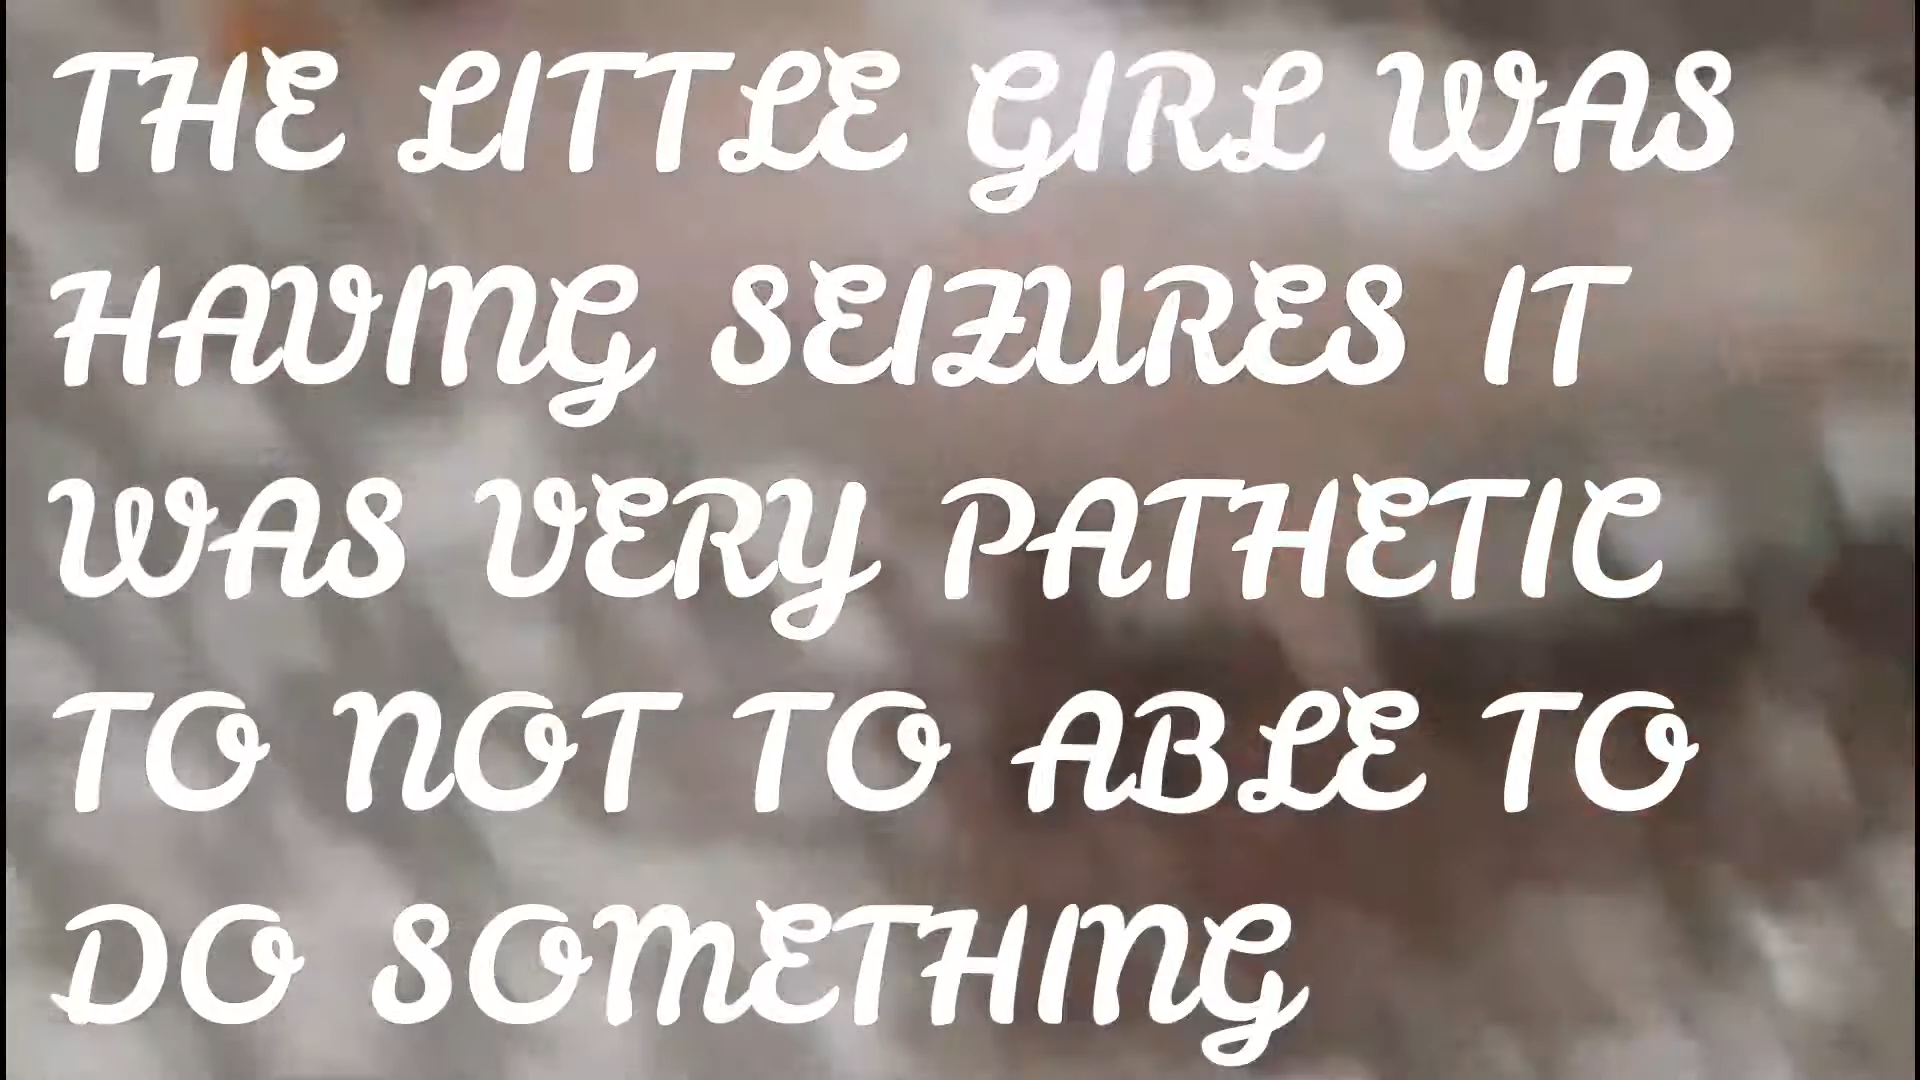 THE LITTLE GIRL WAS
HAVING SEIZURES IT
WAS VERY PATHETIC
TO NOT TO ABLE TO
DO SOMETHING